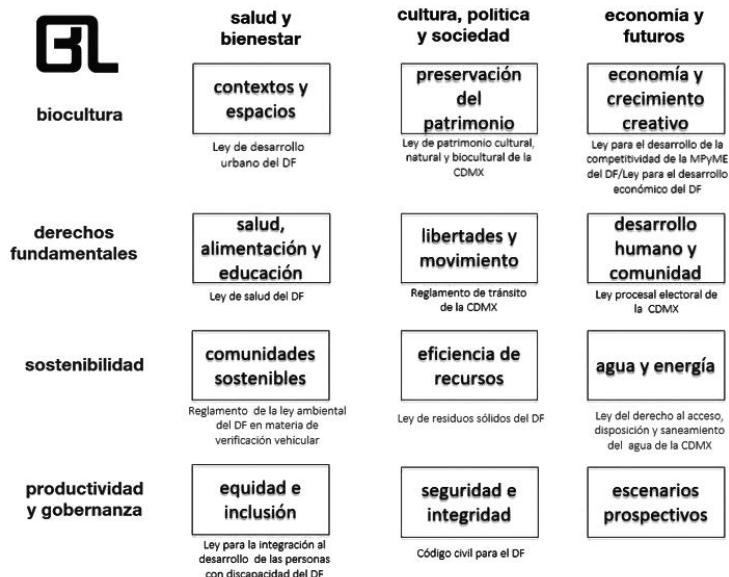 BL
salud y
bienestar
cultura, política
y sociedad
economía y
futuros
biocultura
contextos y
espacios
Ley de desarrollo
urbano del DF
preservación
del
patrimonio
Ley de patrimonio cultural,
natural y biocultural de la
CDMX
economía y
crecimiento
creativo
Ley para el desarrollo de la
competitividad de la MPyME
del DF/Ley para el desarrollo
económico del DF
derechos
fundamentales
salud,
alimentación y
educación
Ley de salud del DF
libertades y
movimiento
Reglamento de tránsito
de la CDMX
desarrollo
humano y
comunidad
Ley procesal electoral de
la CDMX
sostenibilidad
comunidades
sostenibles
Reglamento de la ley ambiental
del DF en materia de
verificación vehícular
eficiencia de
recursos
Ley de residuos sólidos del DF
agua y energía
Ley del derecho al acceso,
disposición y saneamiento
del agua de la CDMX
productividad
y gobernanza
equidad e
inclusión
Ley para la integración al
desarrollo de las personas
con discapacidad del DF
seguridad e
integridad
Código civil para el DF
escenarios
prospectivos